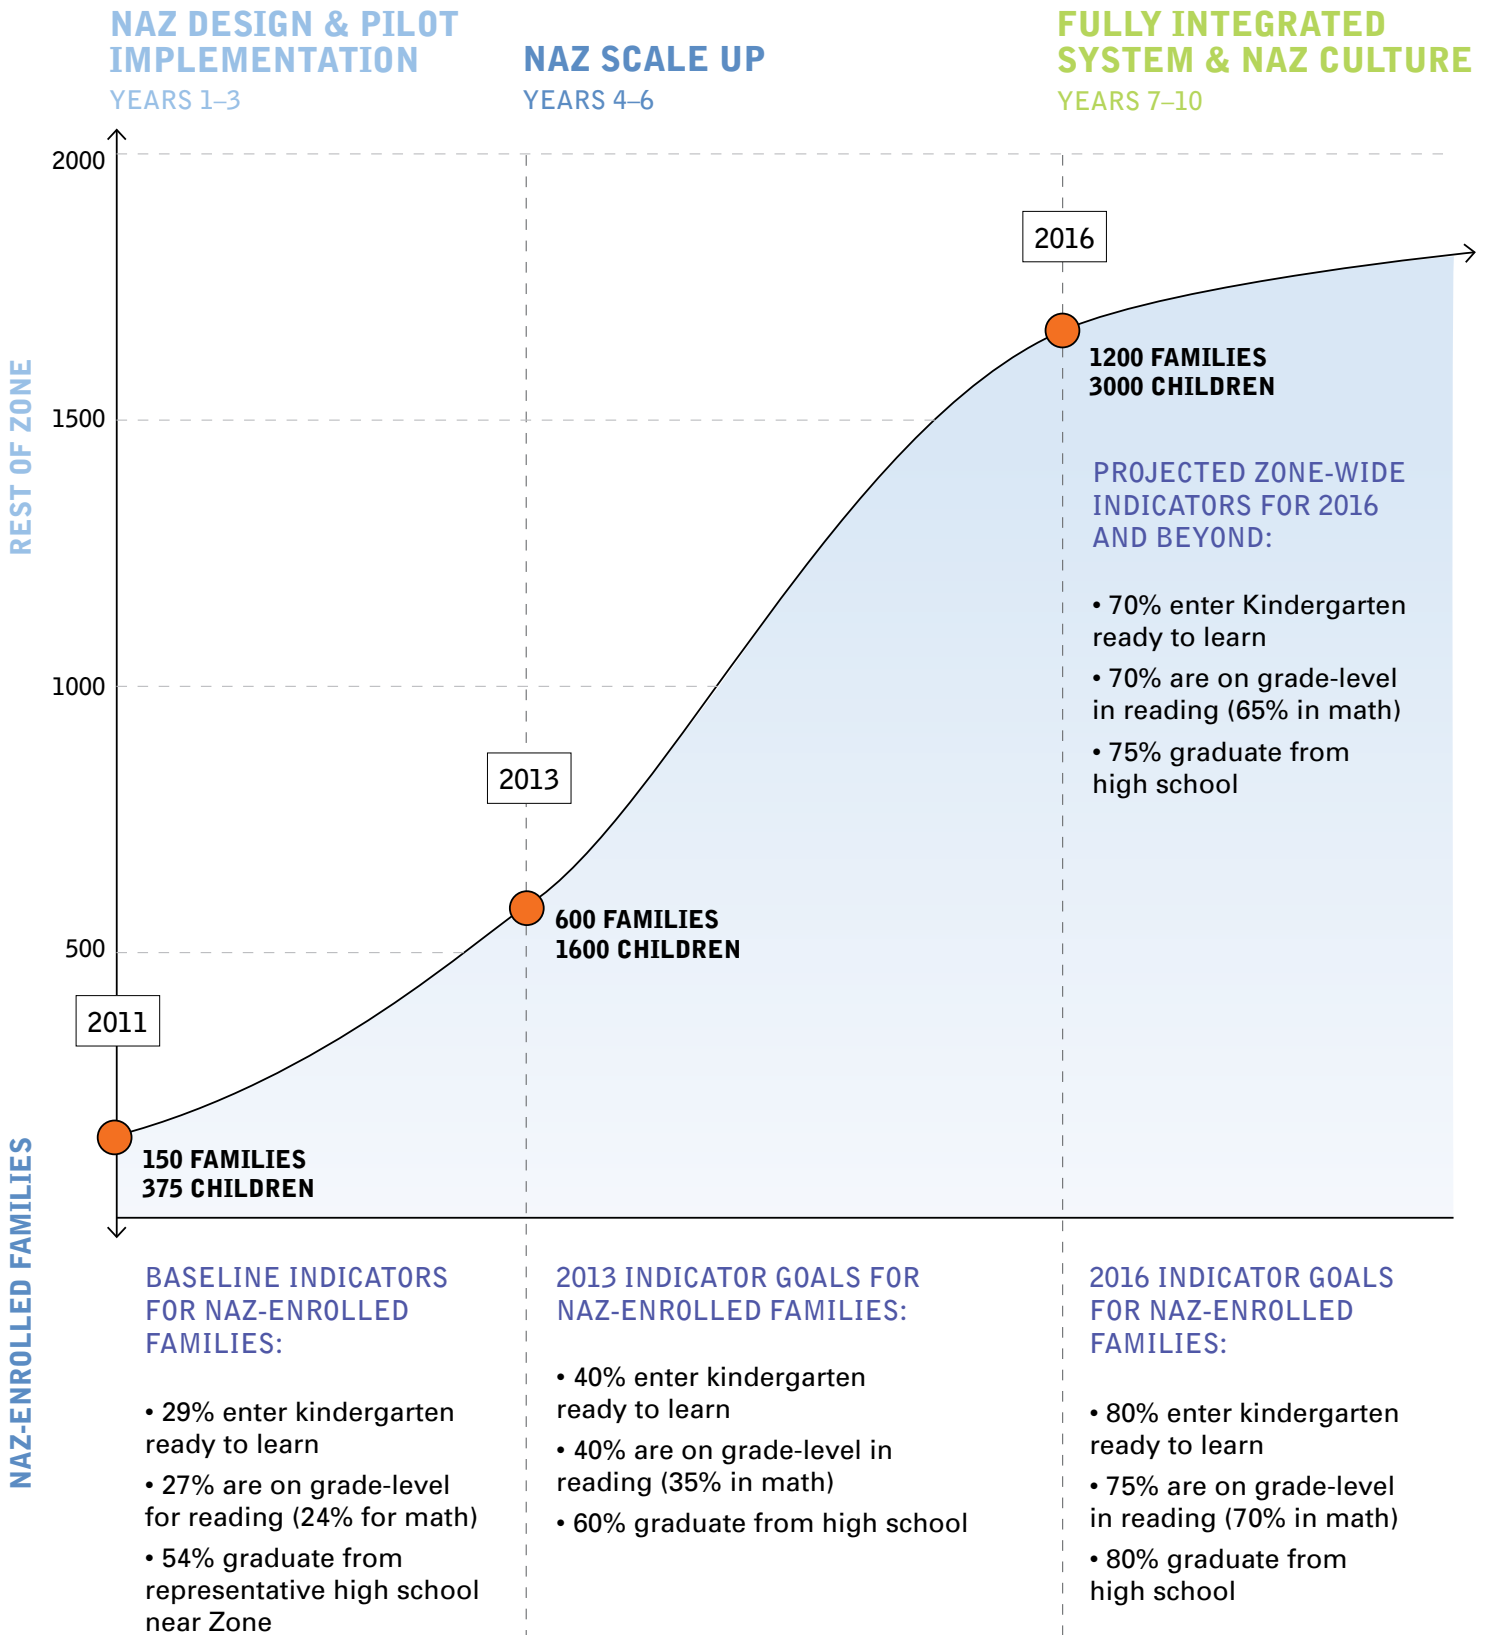 NAZ DESIGN & PILOT
IMPLEMENTATION
YEARS 1–3
NAZ SCALE UP
YEARS 4–6
FULLY INTEGRATED
SYSTEM & NAZ CULTURE
YEARS 7–10
2000
1500
1000
500
REST OF ZONE
NAZ-ENROLLED FAMILIES
2011
150 FAMILIES
375 CHILDREN
2013
600 FAMILIES
1600 CHILDREN
2016
1200 FAMILIES
3000 CHILDREN
PROJECTED ZONE-WIDE
INDICATORS FOR 2016
AND BEYOND:
• 70% enter Kindergarten
ready to learn
• 70% are on grade-level
in reading (65% in math)
• 75% graduate from
high school
BASELINE INDICATORS
FOR NAZ-ENROLLED
FAMILIES:
• 29% enter kindergarten
ready to learn
• 27% are on grade-level
for reading (24% for math)
• 54% graduate from
representative high school
near Zone
2013 INDICATOR GOALS FOR
NAZ-ENROLLED FAMILIES:
• 40% enter kindergarten
ready to learn
• 40% are on grade-level in
reading (35% in math)
• 60% graduate from high school
2016 INDICATOR GOALS
FOR NAZ-ENROLLED
FAMILIES:
• 80% enter kindergarten
ready to learn
• 75% are on grade-level
in reading (70% in math)
• 80% graduate from
high school